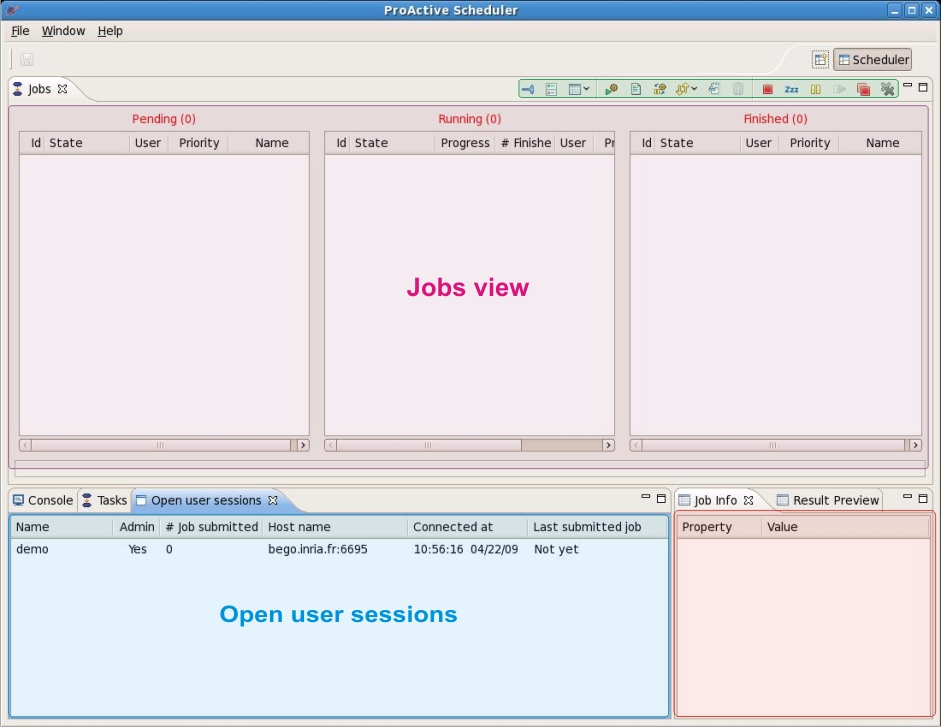 ProActive Scheduler
File Window Help
Scheduler
Jobs
Zzz
Pending (0) Running (0) Finished (0)
Id State User Priority Name Id State Progress # Finishe User Pr Id State User Priority Name
Jobs view
Console Tasks Open user sessions Job Info Result Preview
Name Admin # Job submitted Host name Connected at Last submitted job Property Value
demo Yes 0 bego.inria.fr:6695 10:56:16 04/22/09 Not yet
Open user sessions